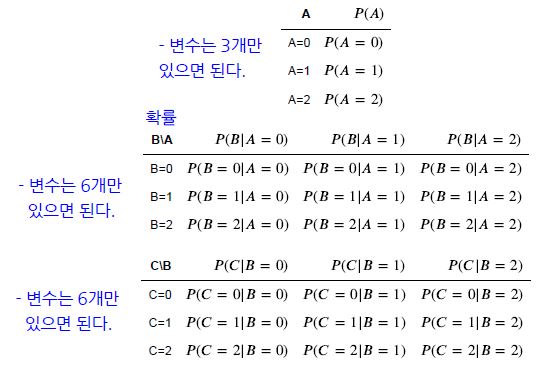 A P(A)
- 변수는 3개만
있으면 된다.
A=0 P(A = 0)
A=1 P(A = 1)
A=2 P(A = 2)
확률
B\A P(B|A = 0) P(B|A = 1) P(B|A = 2)
- 변수는 6개만
있으면 된다.
B=0 P(B = 0|A = 0) P(B = 0|A = 1) P(B = 0|A = 2)
B=1 P(B = 1|A = 0) P(B = 1|A = 1) P(B = 1|A = 2)
B=2 P(B = 2|A = 0) P(B = 2|A = 1) P(B = 2|A = 2)
C\B P(C|B = 0) P(C|B = 1) P(C|B = 2)
- 변수는 6개만
있으면 된다.
C=0 P(C = 0|B = 0) P(C = 0|B = 1) P(C = 0|B = 2)
C=1 P(C = 1|B = 0) P(C = 1|B = 1) P(C = 1|B = 2)
C=2 P(C = 2|B = 0) P(C = 2|B = 1) P(C = 2|B = 2)